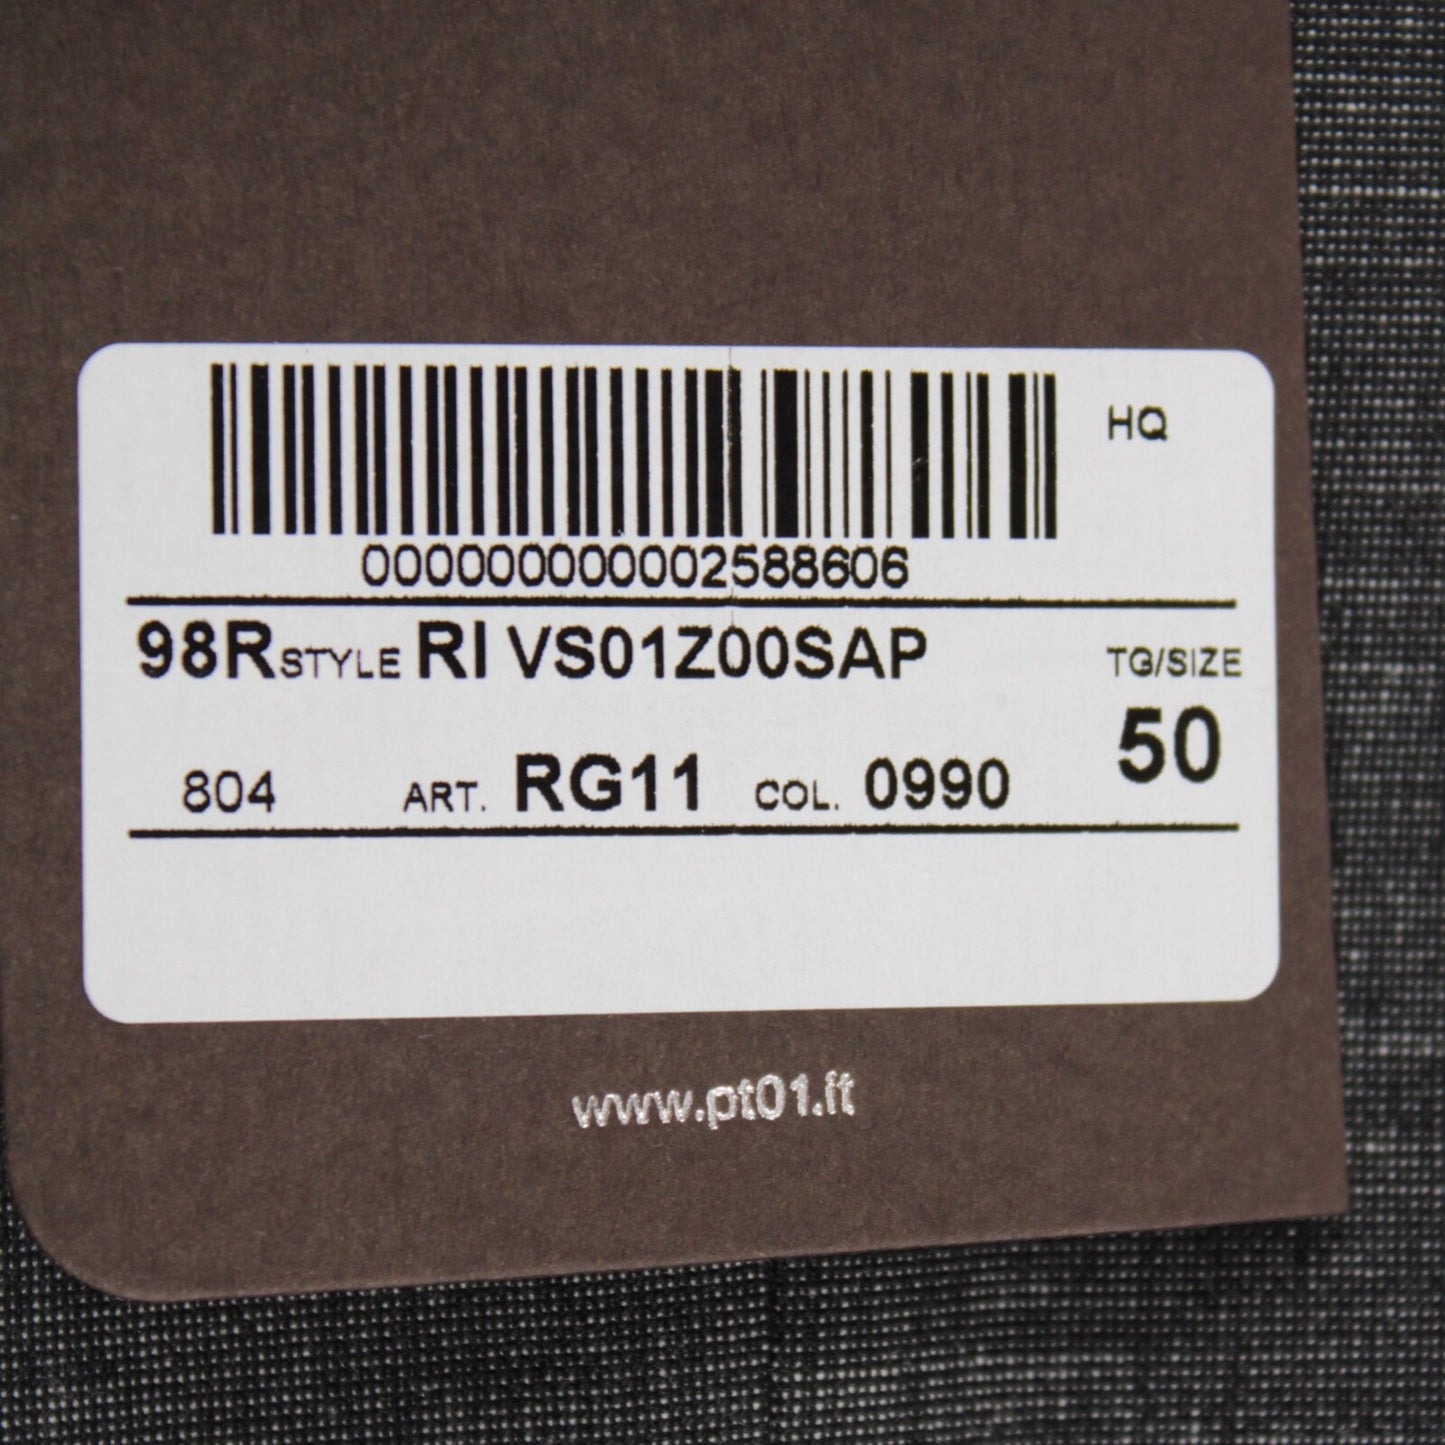 HQ
000000000002588606
98R STYLE RI VS01Z00SAP
TG/SIZE
50
804 ART. RG11 COL. 0990
www.pt01.it